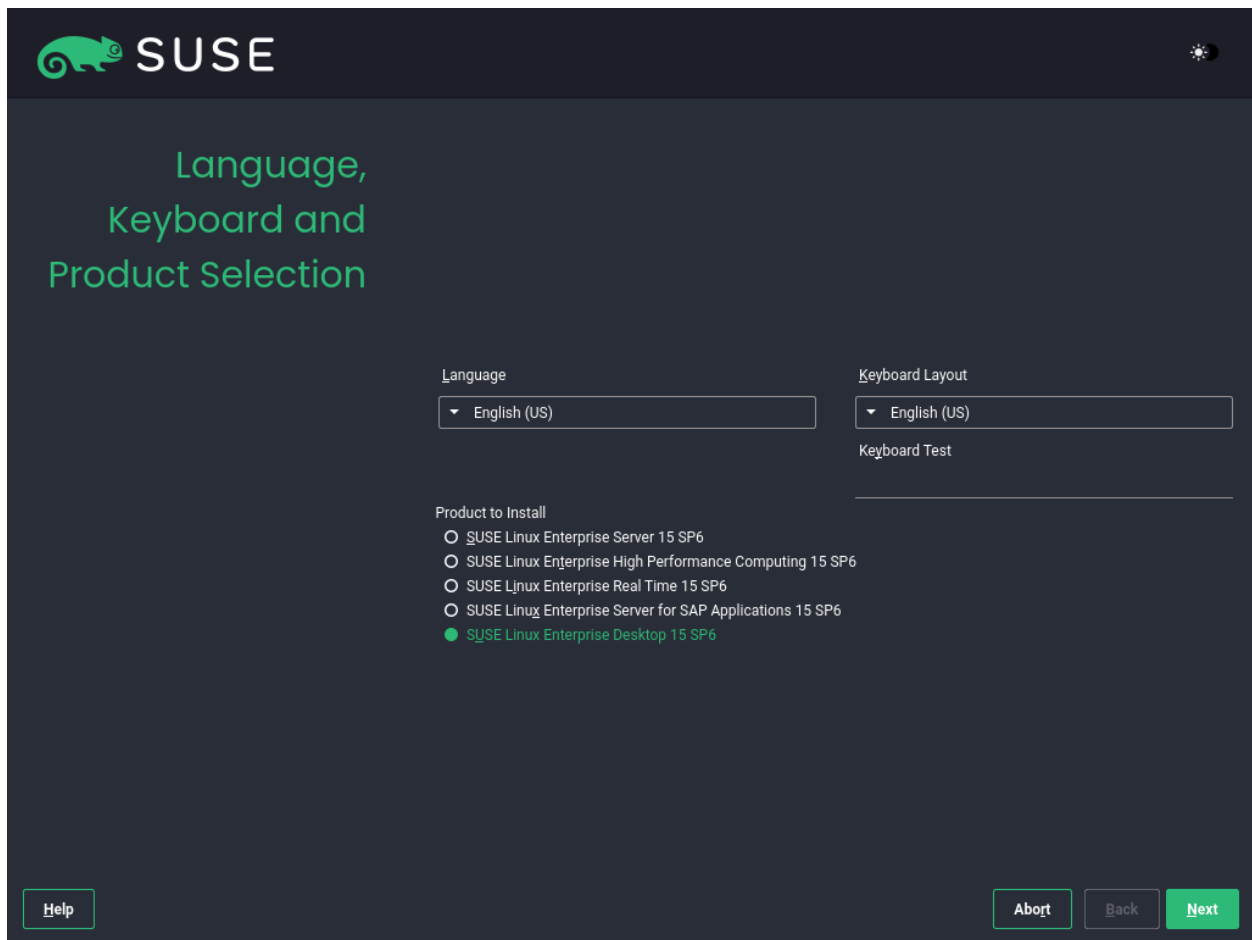 SUSE
Language,
Keyboard and
Product Selection
Language
Keyboard Layout
English (US)
English (US)
Keyboard Test
Product to Install
SUSE Linux Enterprise Server 15 SP6
SUSE Linux Enterprise High Performance Computing 15 SP6
SUSE Linux Enterprise Real Time 15 SP6
SUSE Linux Enterprise Server for SAP Applications 15 SP6
SUSE Linux Enterprise Desktop 15 SP6
Help
Abort
Back
Next